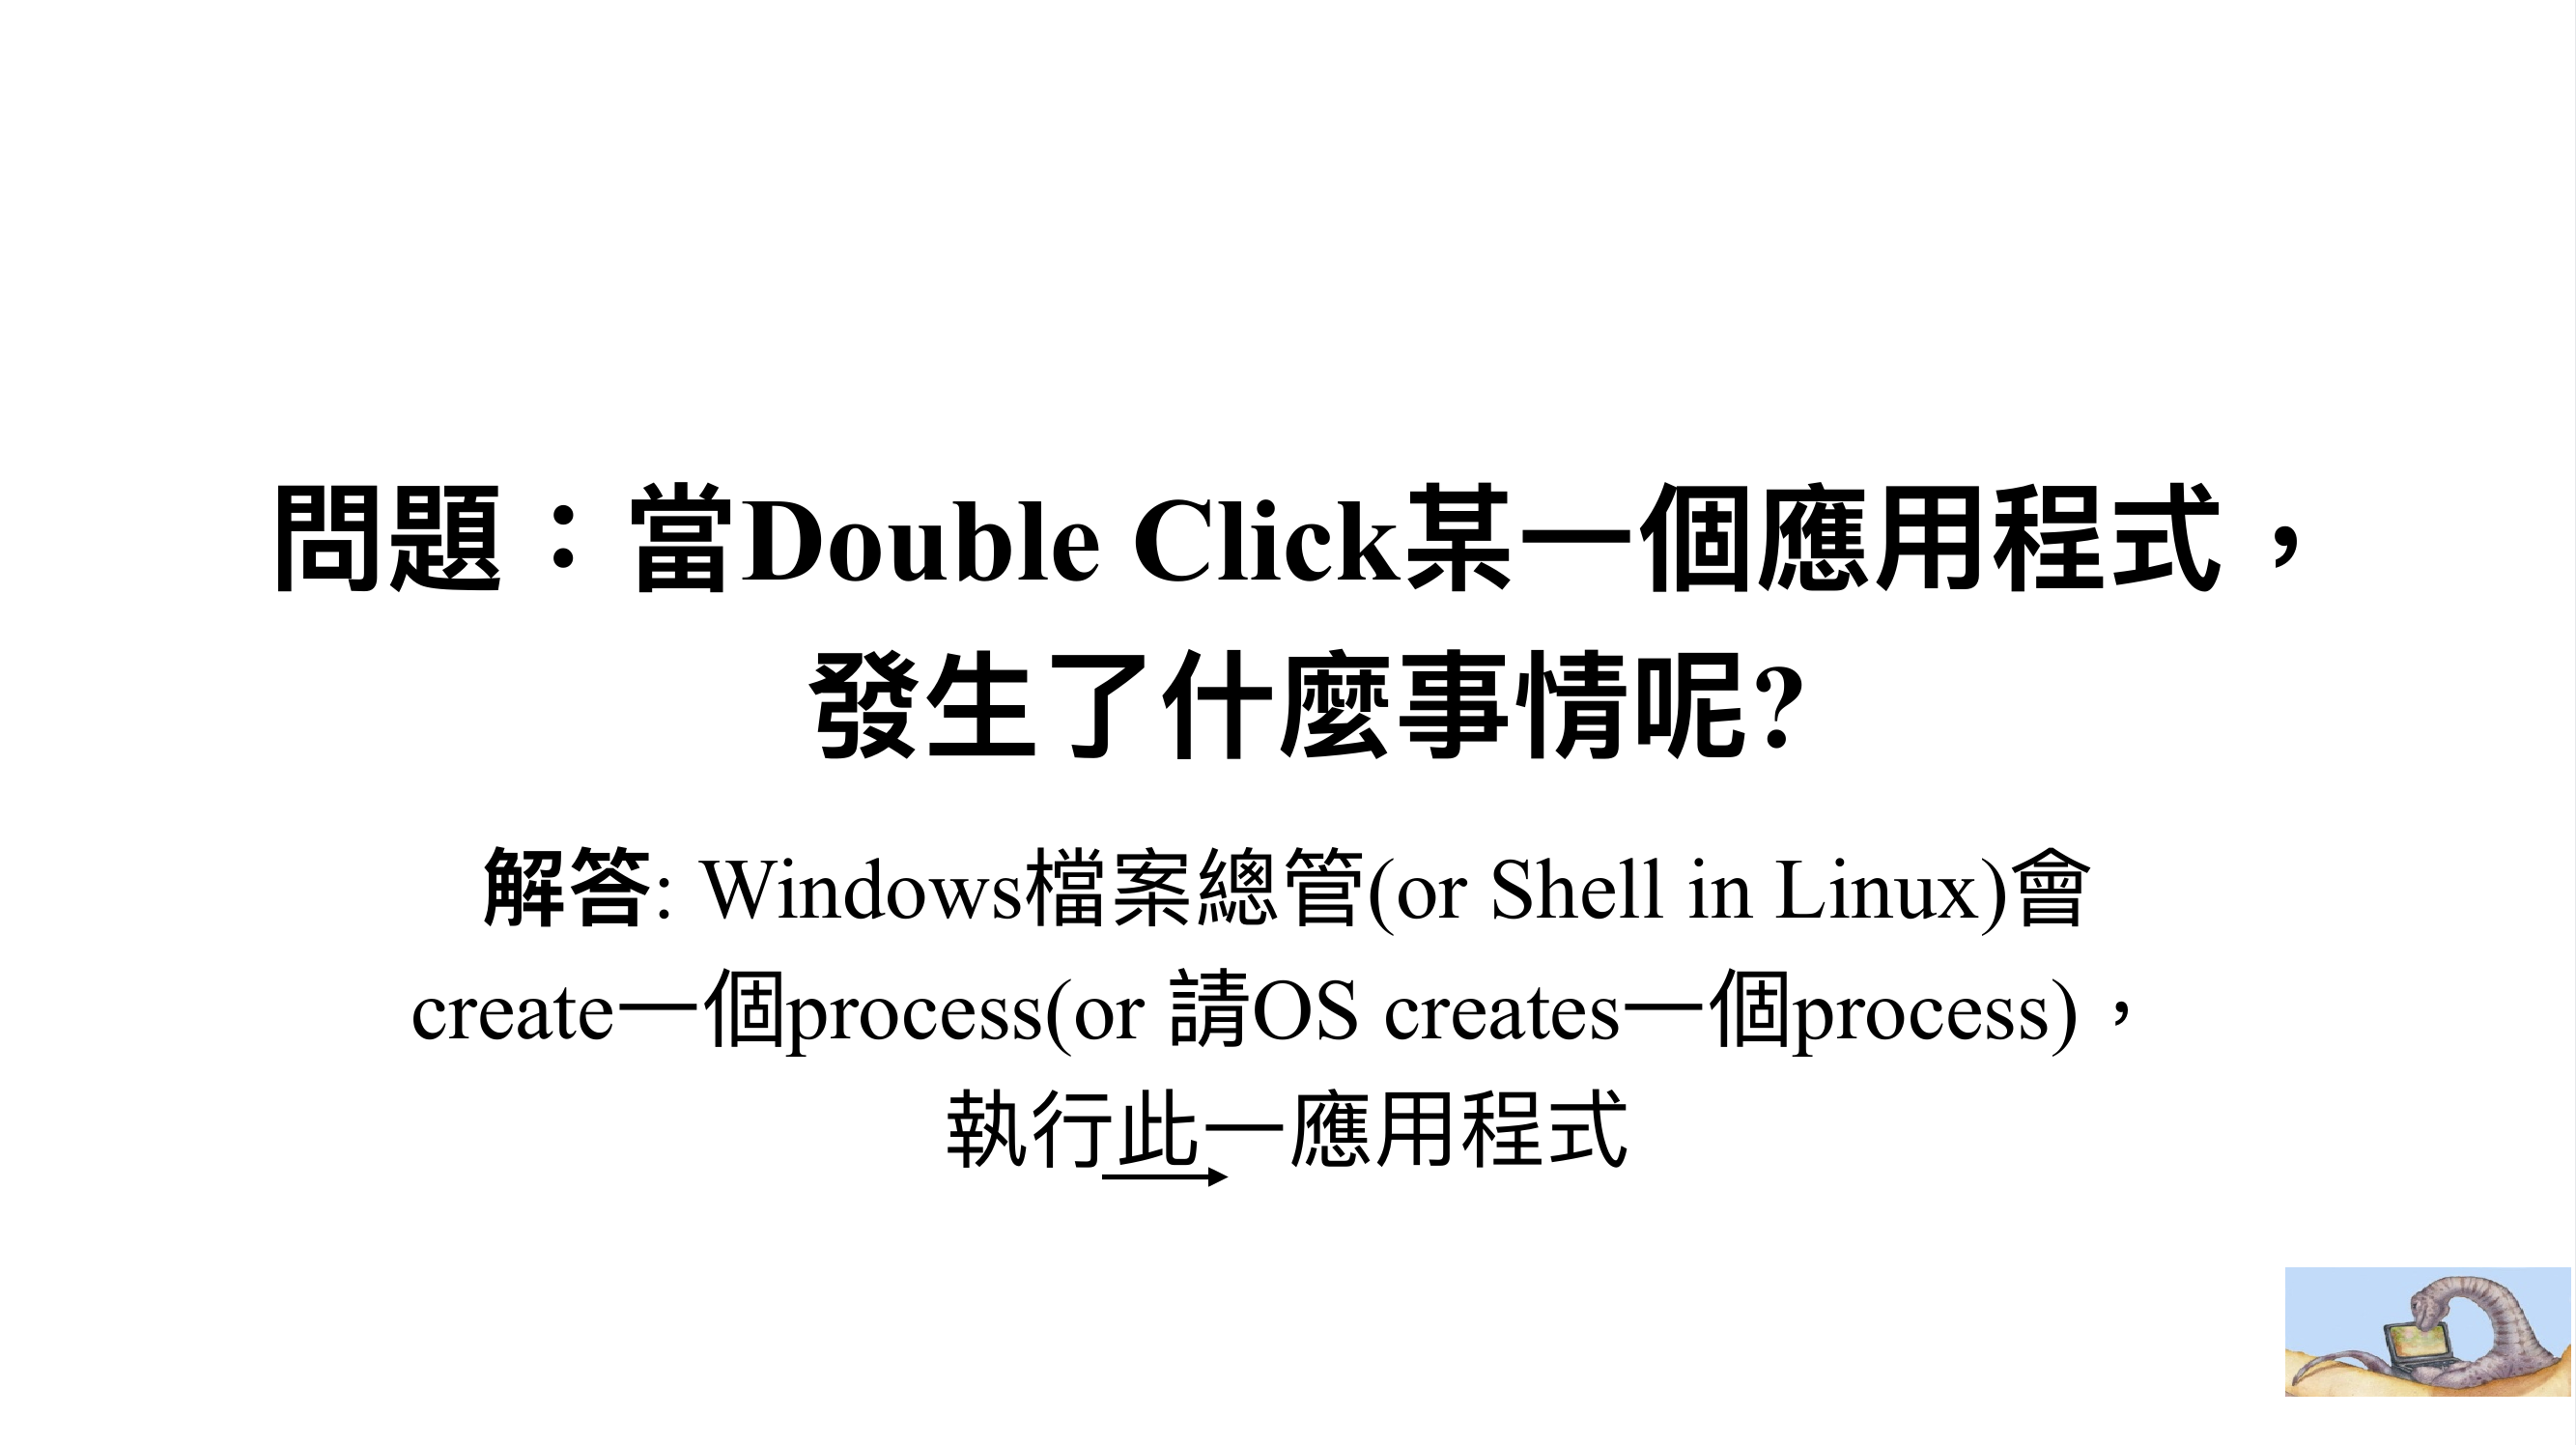 問題：當Double Click某一個應用程式，
發生了什麼事情呢?
解答: Windows檔案總管(or Shell in Linux)會
create一個process(or 請OS creates一個process)，
執行此一應用程式